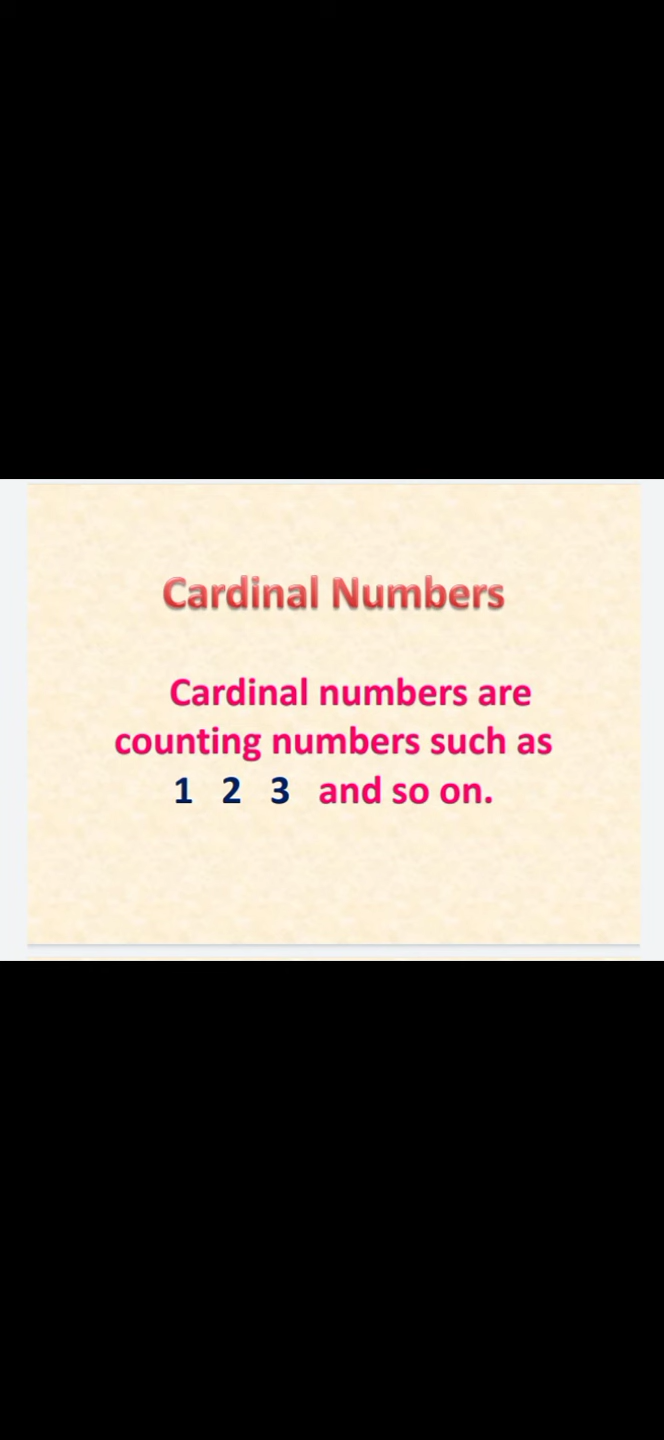 Cardinal Numbers
Cardinal numbers are
counting numbers such as
1 2 3 and so on.